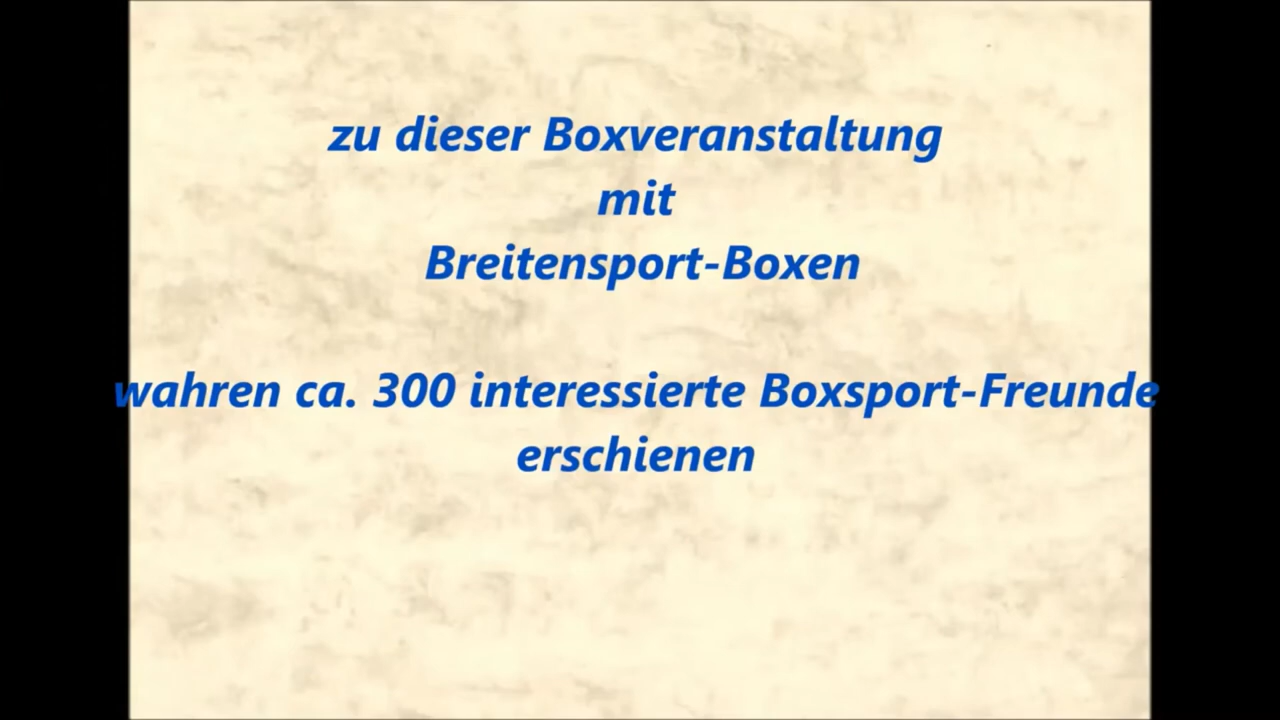 zu dieser Boxveranstaltung
mit
Breitensport-Boxen
wahren ca. 300 interessierte Boxsport-Freunde
erschienen